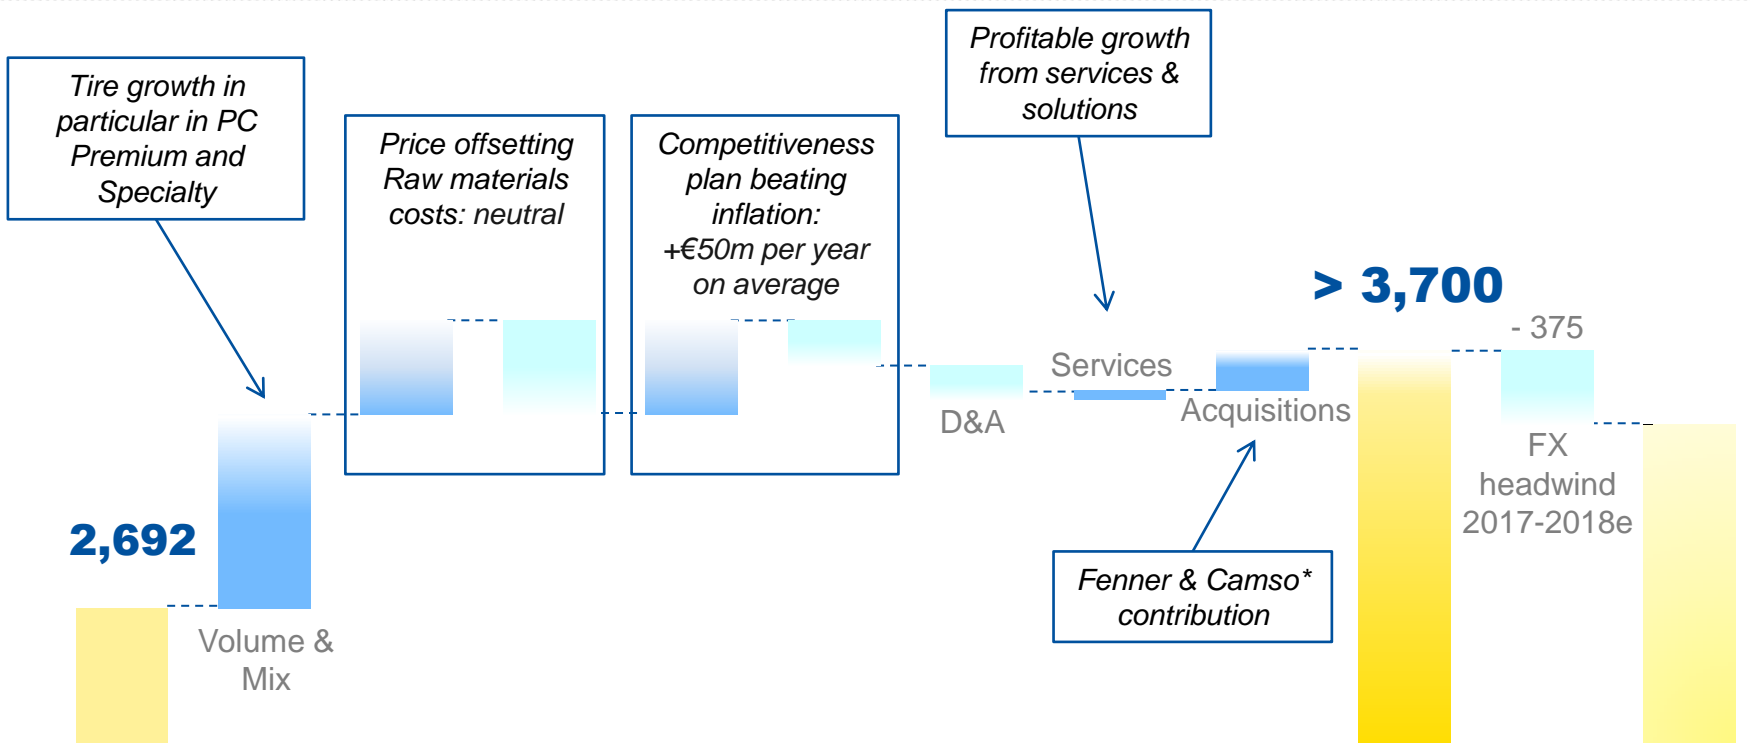 Tire growth in
particular in PC
Premium and
Specialty
Price offsetting
Raw materials
costs: neutral
Competitiveness
plan beating
inflation:
+€50m per year
on average
Profitable growth
from services &
solutions
2,692
Volume &
Mix
D&A
Services
Acquisitions
Fenner & Camso*
contribution
> 3,700
- 375
FX
headwind
2017-2018e